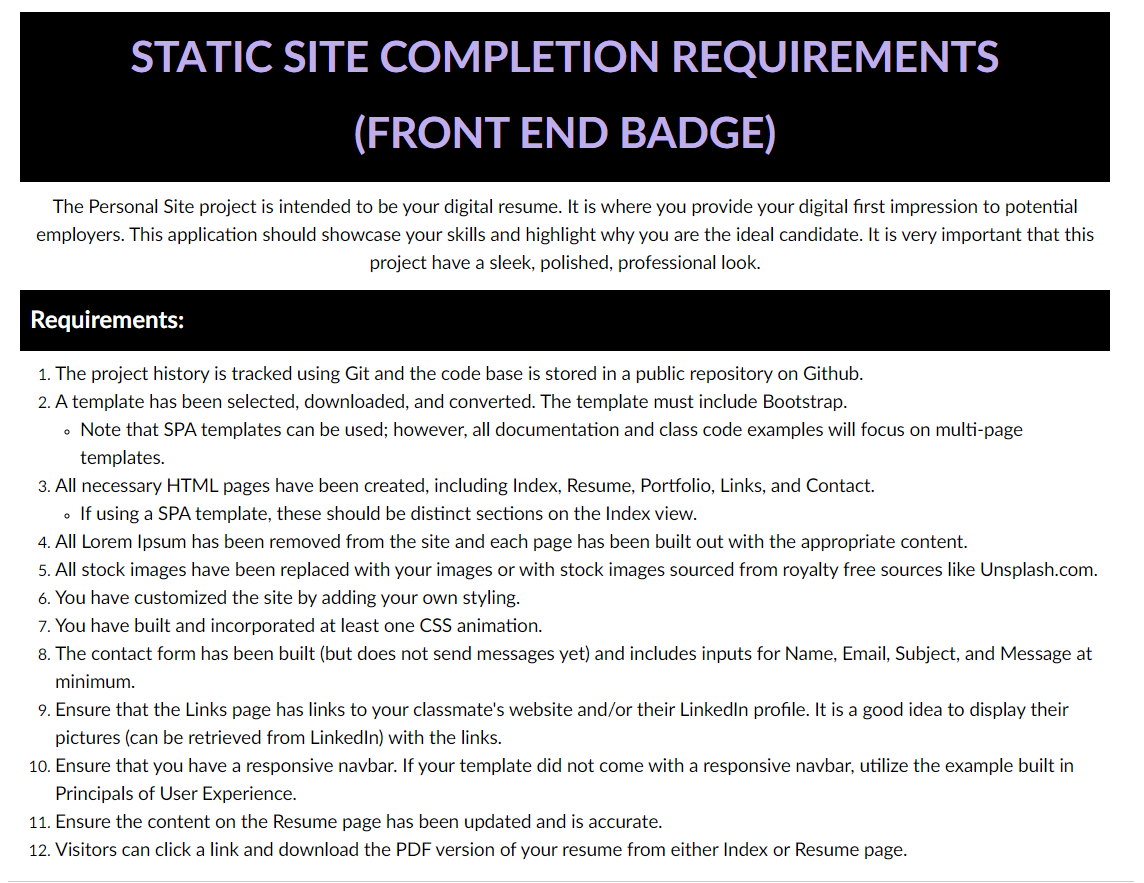 STATIC SITE COMPLETION REQUIREMENTS
(FRONT END BADGE)
The Personal Site project is intended to be your digital resume. It is where you provide your digital first impression to potential
employers. This application should showcase your skills and highlight why you are the ideal candidate. It is very important that this
project have a sleek, polished, professional look.
Requirements:
1. The project history is tracked using Git and the code base is stored in a public repository on Github.
2. A template has been selected, downloaded, and converted. The template must include Bootstrap.
◦ Note that SPA templates can be used; however, all documentation and class code examples will focus on multi-page
templates.
3. All necessary HTML pages have been created, including Index, Resume, Portfolio, Links, and Contact.
◦ If using a SPA template, these should be distinct sections on the Index view.
4. All Lorem Ipsum has been removed from the site and each page has been built out with the appropriate content.
5. All stock images have been replaced with your images or with stock images sourced from royalty free sources like Unsplash.com.
6. You have customized the site by adding your own styling.
7. You have built and incorporated at least one CSS animation.
8. The contact form has been built (but does not send messages yet) and includes inputs for Name, Email, Subject, and Message at
minimum.
9. Ensure that the Links page has links to your classmate's website and/or their LinkedIn profile. It is a good idea to display their
pictures (can be retrieved from LinkedIn) with the links.
10. Ensure that you have a responsive navbar. If your template did not come with a responsive navbar, utilize the example built in
Principals of User Experience.
11. Ensure the content on the Resume page has been updated and is accurate.
12. Visitors can click a link and download the PDF version of your resume from either Index or Resume page.